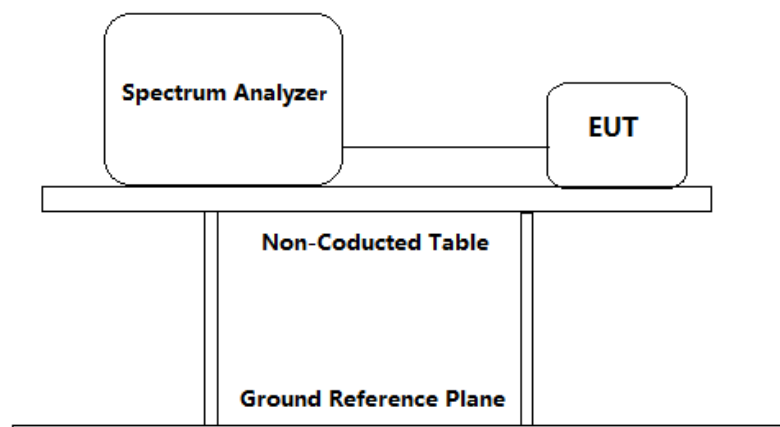 Spectrum Analyzer
EUT
Non-Coducted Table
Ground Reference Plane